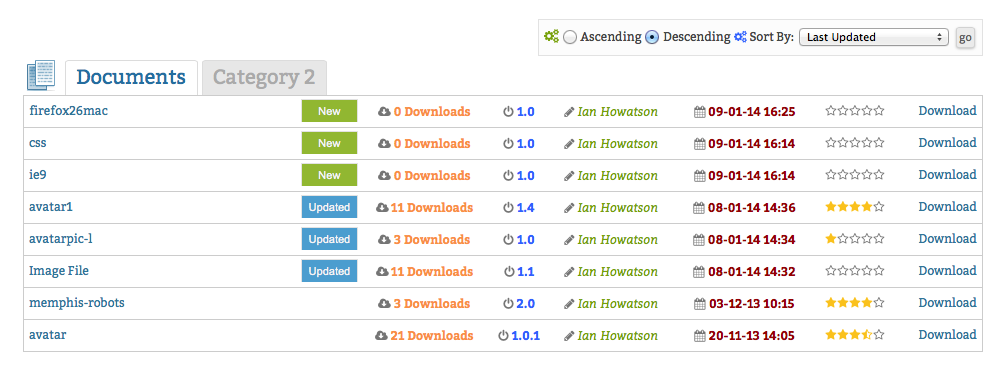 Ascending Descending Sort By: Last Updated go
Documents Category 2
firefox26mac New 0 Downloads 1.0 Ian Howatson 09-01-14 16:25 Download
css New 0 Downloads 1.0 Ian Howatson 09-01-14 16:14 Download
ie9 New 0 Downloads 1.0 Ian Howatson 09-01-14 16:14 Download
avatar1 Updated 11 Downloads 1.4 Ian Howatson 08-01-14 14:36 Download
avatarpic-l Updated 3 Downloads 1.0 Ian Howatson 08-01-14 14:34 Download
Image File Updated 11 Downloads 1.1 Ian Howatson 08-01-14 14:32 Download
memphis-robots 3 Downloads 2.0 Ian Howatson 03-12-13 10:15 Download
avatar 21 Downloads 1.0.1 Ian Howatson 20-11-13 14:05 Download